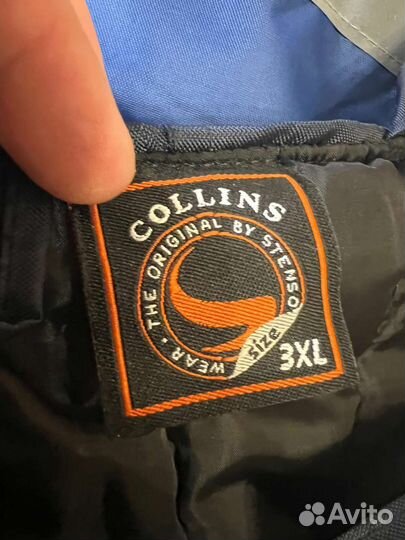 COLLINS
WEAR · THE ORIGINAL BY STENSO
size
3XL
Avito